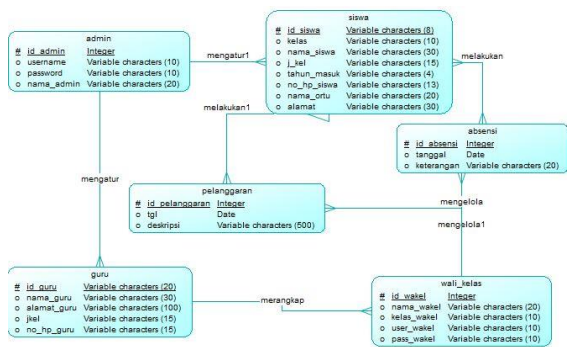 admin
# id_admin Integer
o username Variable characters (10)
o password Variable characters (10)
o nama_admin Variable characters (20)
mengatur1
siswa
# id_siswa Variable characters (8)
o kelas Variable characters (10)
o nama_siswa Variable characters (30)
o j_kel Variable characters (15)
o tahun_masuk Variable characters (4)
o no_hp_siswa Variable characters (13)
o nama_ortu Variable characters (20)
o alamat Variable characters (30)
melakukan
melakukan1
absensi
# id_absensi Integer
o tanggal Date
o keterangan Variable characters (20)
mengatur
pelanggaran
# id_pelanggaran Integer
o tgl Date
o deskripsi Variable characters (500)
mengelola
mengelola1
guru
# id_guru Variable characters (20)
o nama_guru Variable characters (30)
o alamat_guru Variable characters (100)
o jkel Variable characters (15)
o no_hp_guru Variable characters (15)
merangkap
wali_kelas
# id_wakel Integer
o nama_wakel Variable characters (20)
o kelas_wakel Variable characters (10)
o user_wakel Variable characters (10)
o pass_wakel Variable characters (10)